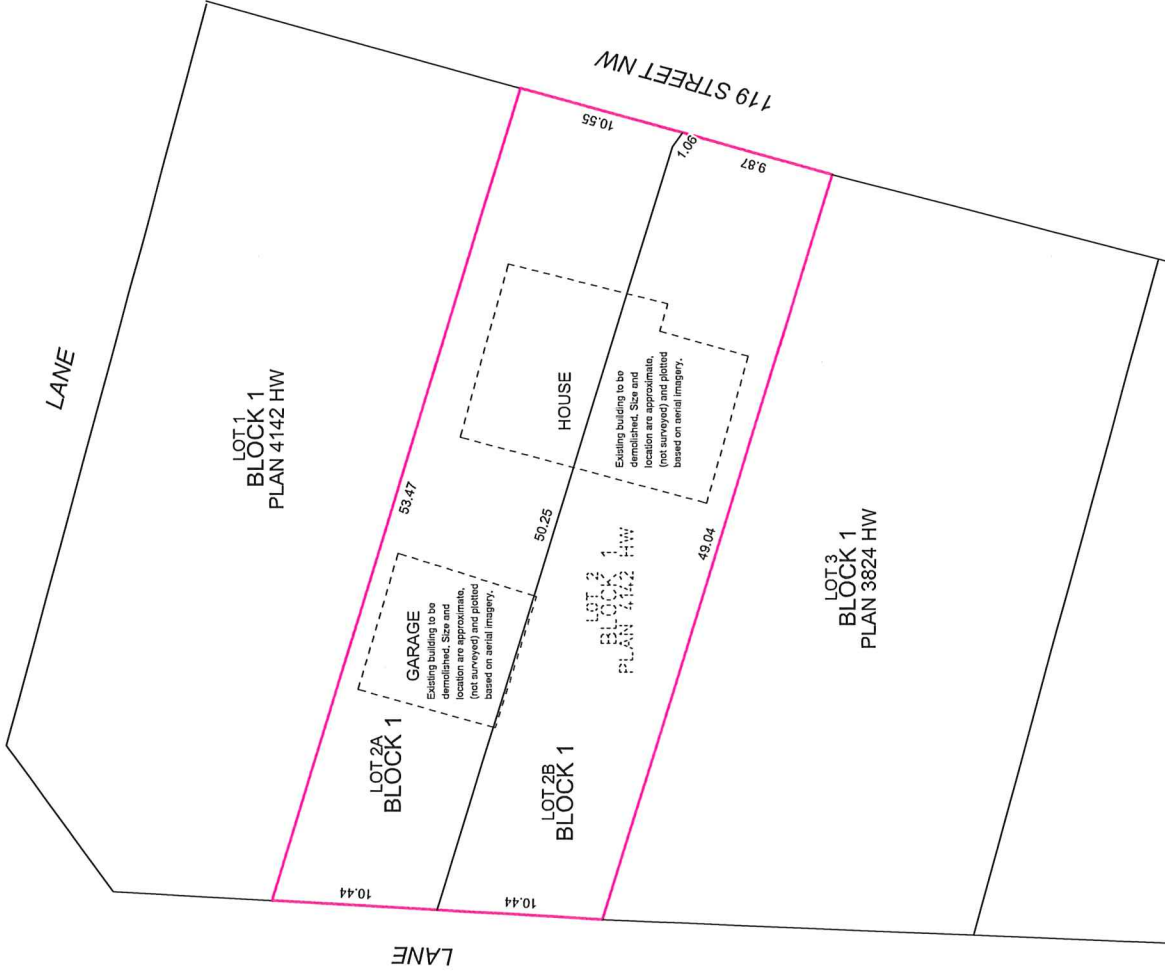 LANE
119 STREET NW
LOT 1
BLOCK 1
PLAN 4142 HW
10.55
1.06
9.87
53.47
HOUSE
Existing building to be
demolished. Size and
location are approximate,
(not surveyed) and plotted
based on aerial imagery.
50.25
GARAGE
Existing building to be
demolished. Size and
location are approximate,
(not surveyed) and plotted
based on aerial imagery.
LOT 2
BLOCK 1
PLAN 4142 HW
49.04
LOT 3
BLOCK 1
PLAN 3824 HW
LOT 2A
BLOCK 1
LOT 2B
BLOCK 1
10.44
10.44
LANE